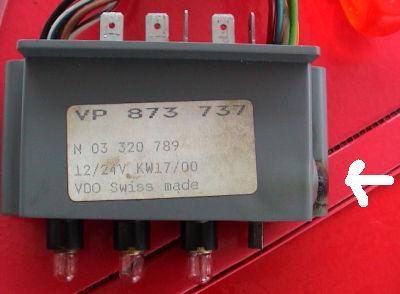 VP 873 737
N 03 320 789
12/24V KW17/00
VDO Swiss made